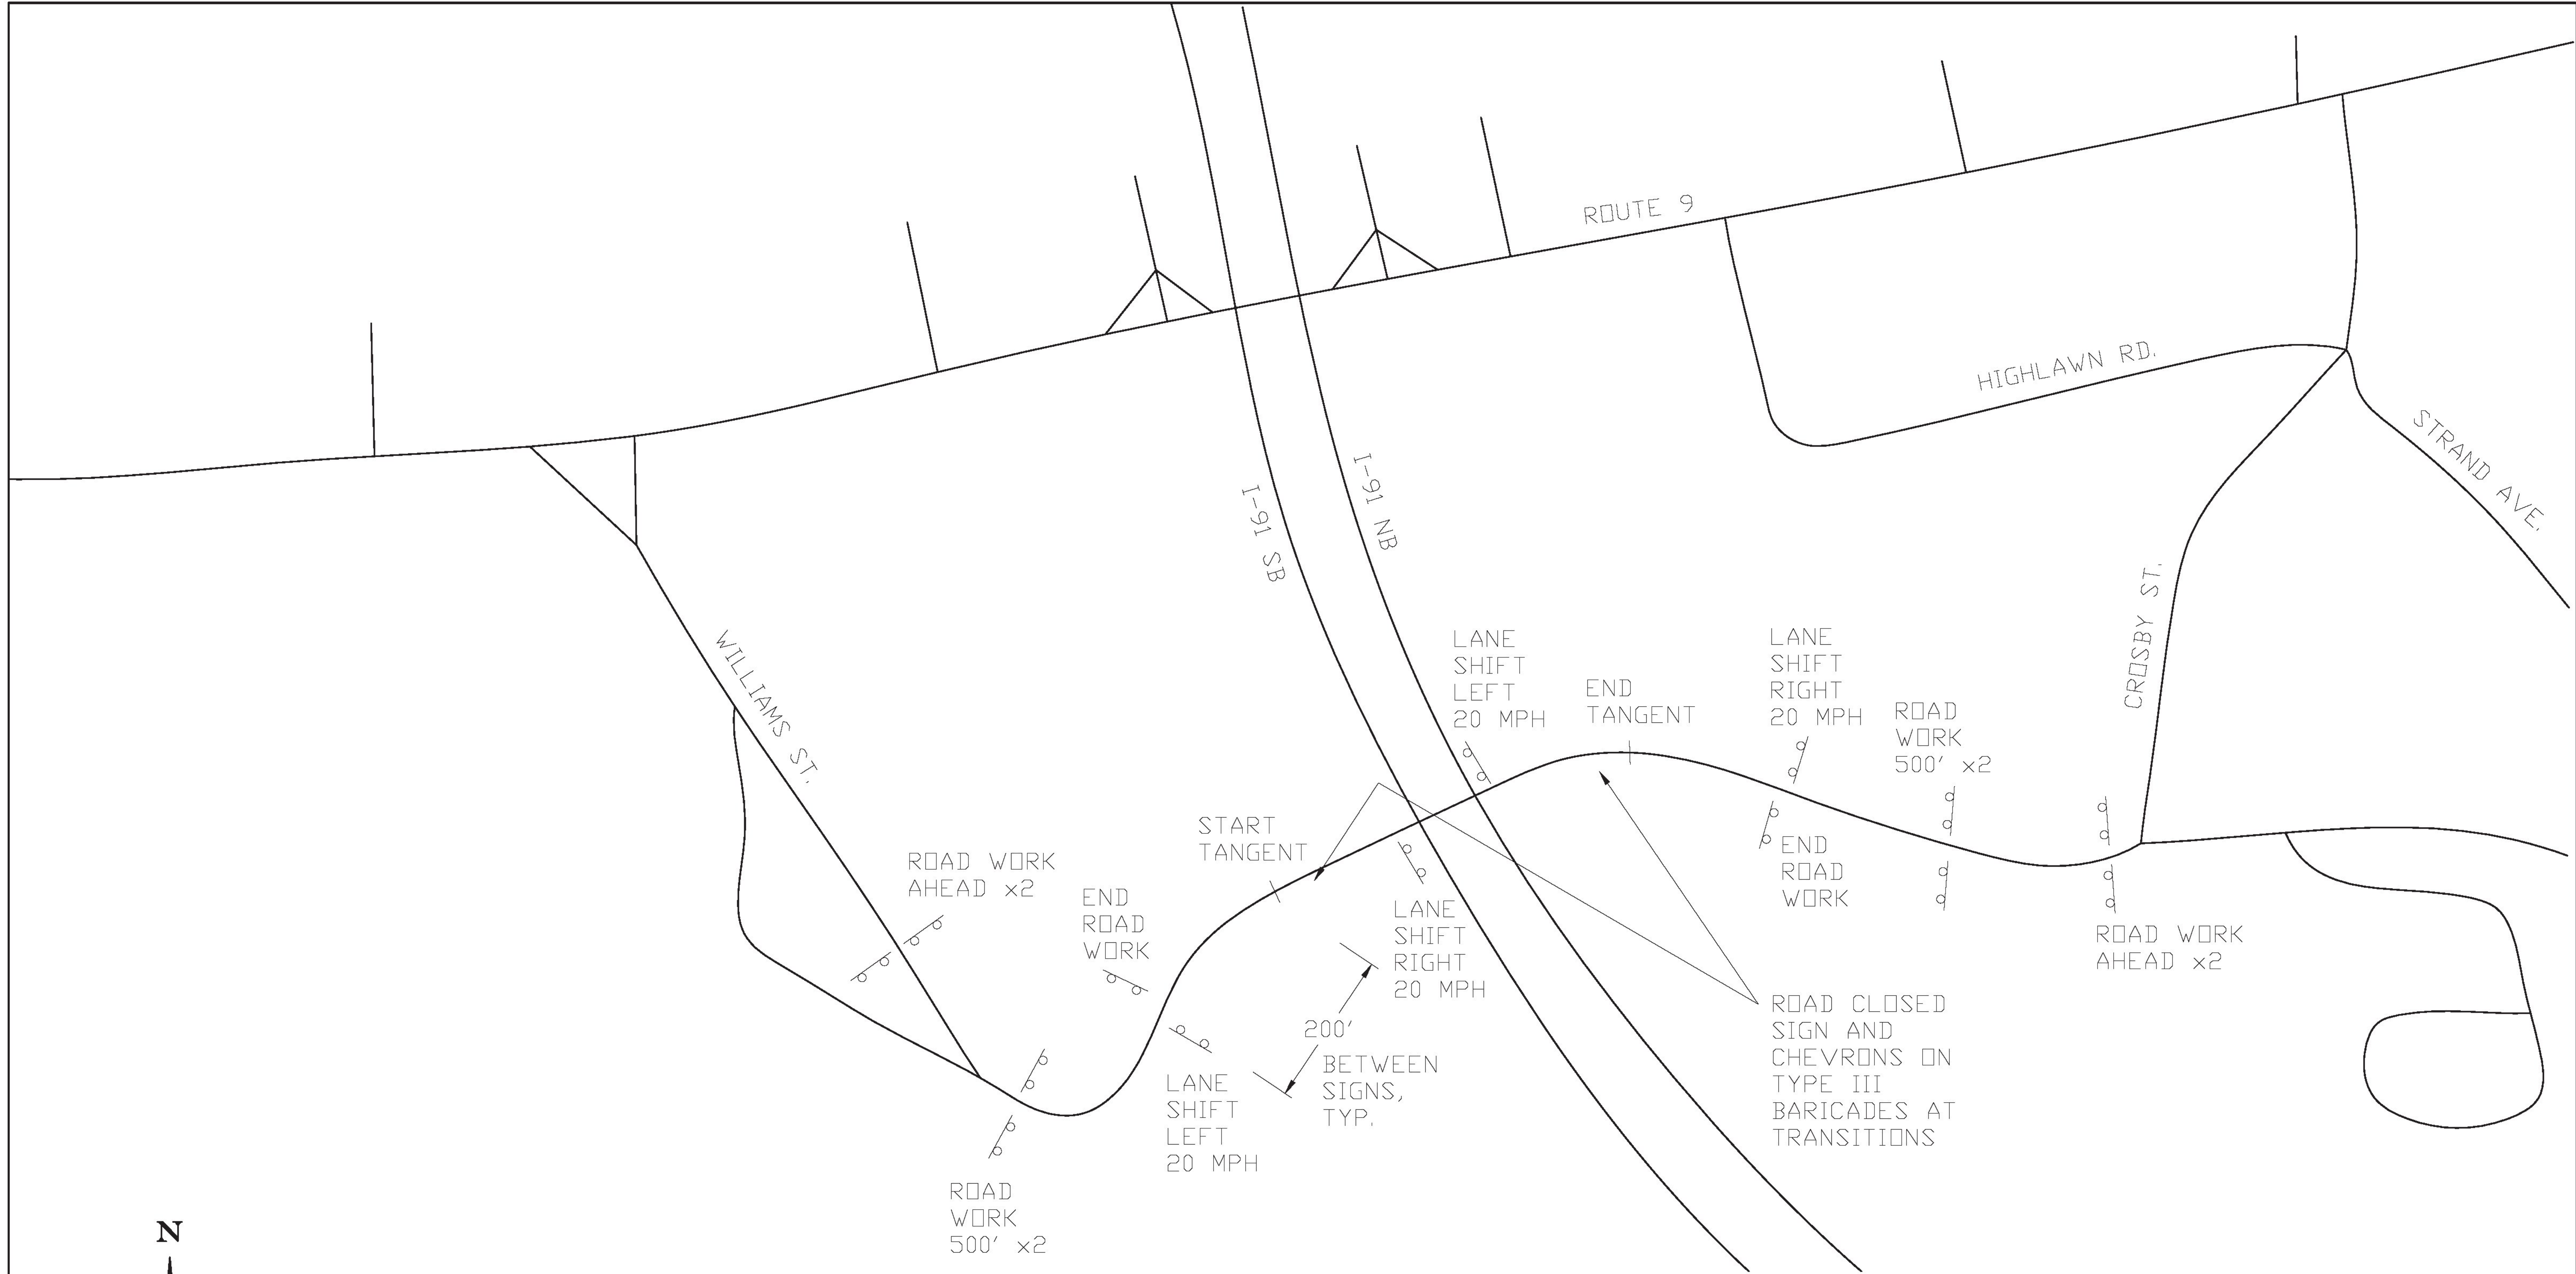 ROUTE 9
HIGHLAWN RD.
STRAND AVE.
I-91 SB
I-91 NB
CROSBY ST.
WILLIAMS ST.
LANE
SHIFT
LEFT
20 MPH
END
TANGENT
LANE
SHIFT
RIGHT
20 MPH
ROAD
WORK
500' x2
START
TANGENT
ROAD WORK
AHEAD x2
END
ROAD
WORK
END
ROAD
WORK
LANE
SHIFT
RIGHT
20 MPH
ROAD WORK
AHEAD x2
200'
BETWEEN
SIGNS,
TYP.
ROAD CLOSED
SIGN AND
CHEVRONS ON
TYPE III
BARICADES AT
TRANSITIONS
LANE
SHIFT
LEFT
20 MPH
ROAD
WORK
500' x2
N